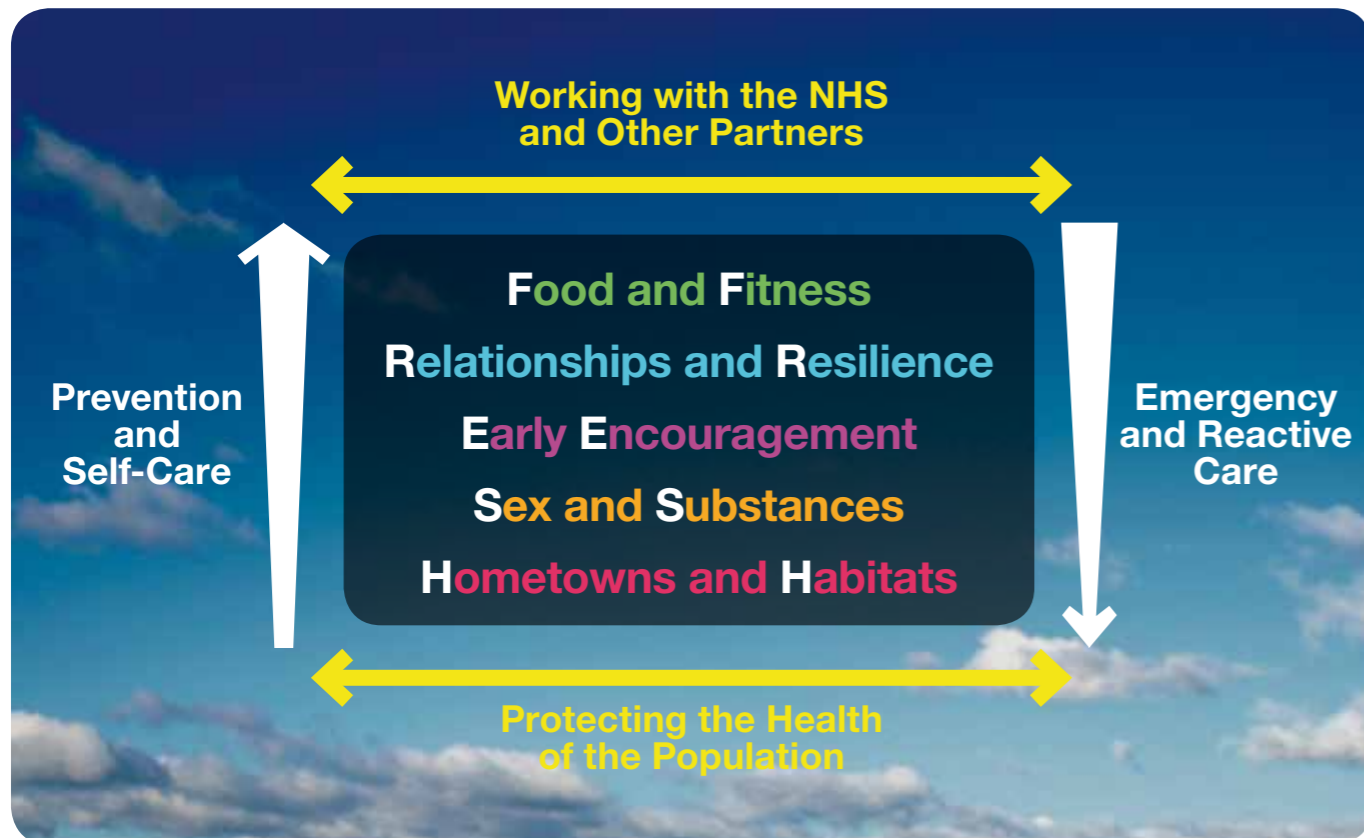 Working with the NHS
and Other Partners
Food and Fitness
Relationships and Resilience
Early Encouragement
Sex and Substances
Hometowns and Habitats
Prevention
and
Self-Care
Emergency
and Reactive
Care
Protecting the Health
of the Population